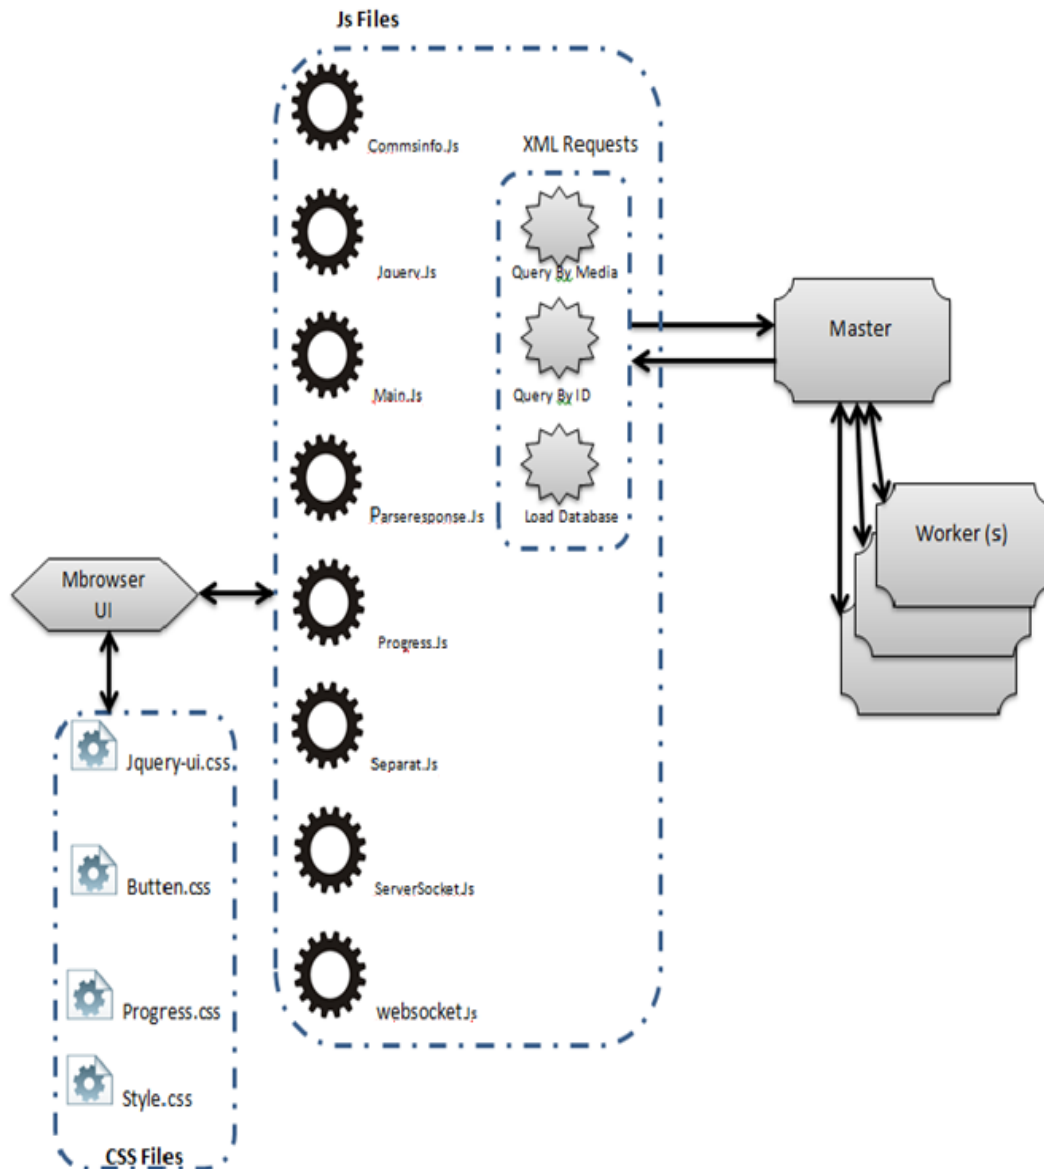 Js Files
Commsinfo.Js
XML Requests
Jquery.Js
Query By Media
Main.Js
Query By ID
Parseresponse.Js
Load Database
Master
Worker (s)
Mbrowser
UI
Progress.Js
Separat.Js
ServerSocket.Js
websocket.Js
Jquery-ui.css
Butten.css
Progress.css
Style.css
CSS Files